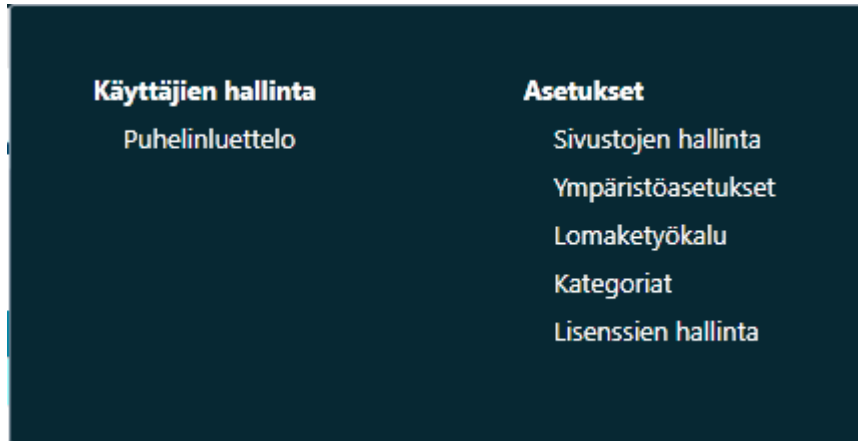 Käyttäjien hallinta
Puhelinluettelo
Asetukset
Sivustojen hallinta
Ympäristöasetukset
Lomaketyökalu
Kategoriat
Lisenssien hallinta